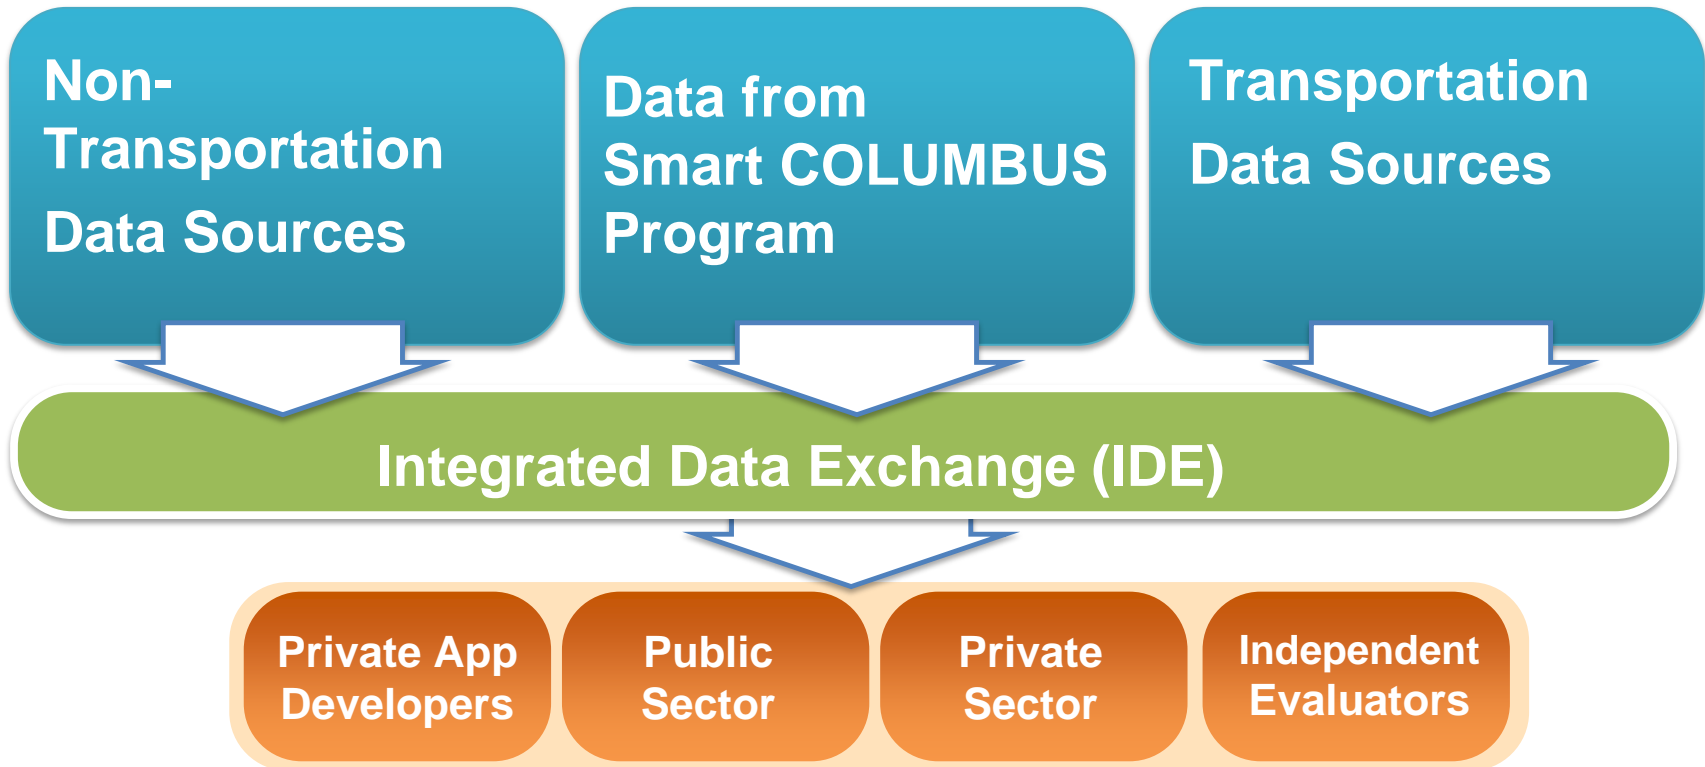 Non-
Transportation
Data Sources
Data from
Smart COLUMBUS
Program
Transportation
Data Sources
Integrated Data Exchange (IDE)
Private App
Developers
Public
Sector
Private
Sector
Independent
Evaluators